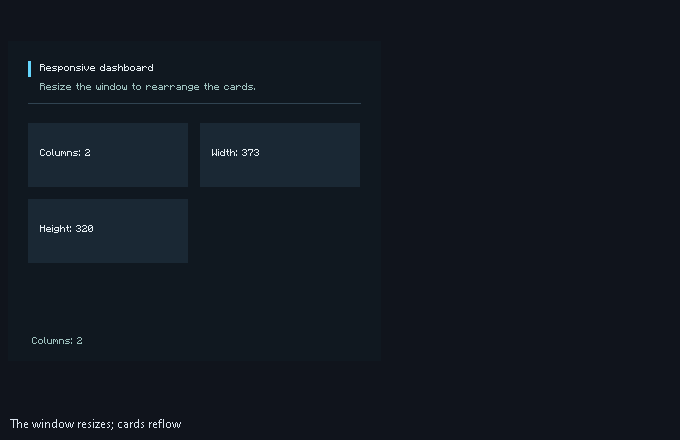 Responsive dashboard
Resize the window to rearrange the cards.
Columns: 2
Width: 373
Height: 320
Columns: 2
The window resizes; cards reflow